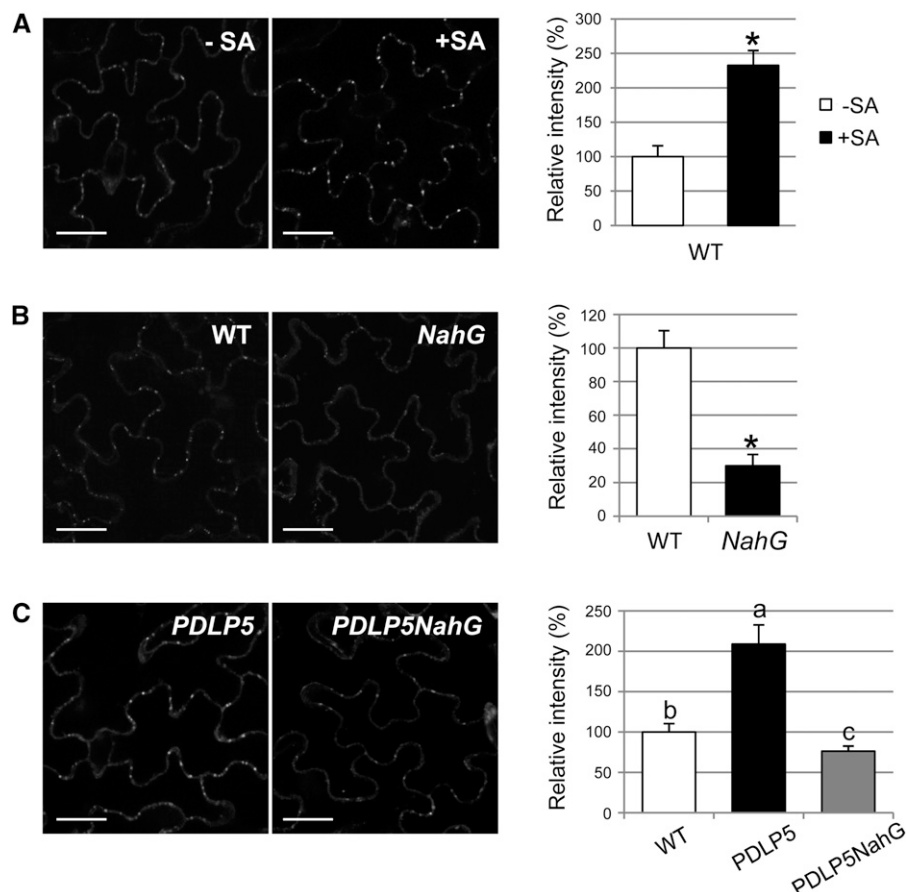 A
- SA
+SA
Relative intensity (%)
300
250
200
150
100
50
0
*
WT
-SA
+SA
B
WT
NahG
Relative intensity (%)
120
100
80
60
40
20
0
*
WT
NahG
C
PDLP5
PDLP5NahG
Relative intensity (%)
250
200
150
100
50
0
b
a
c
WT
PDLP5
PDLP5NahG